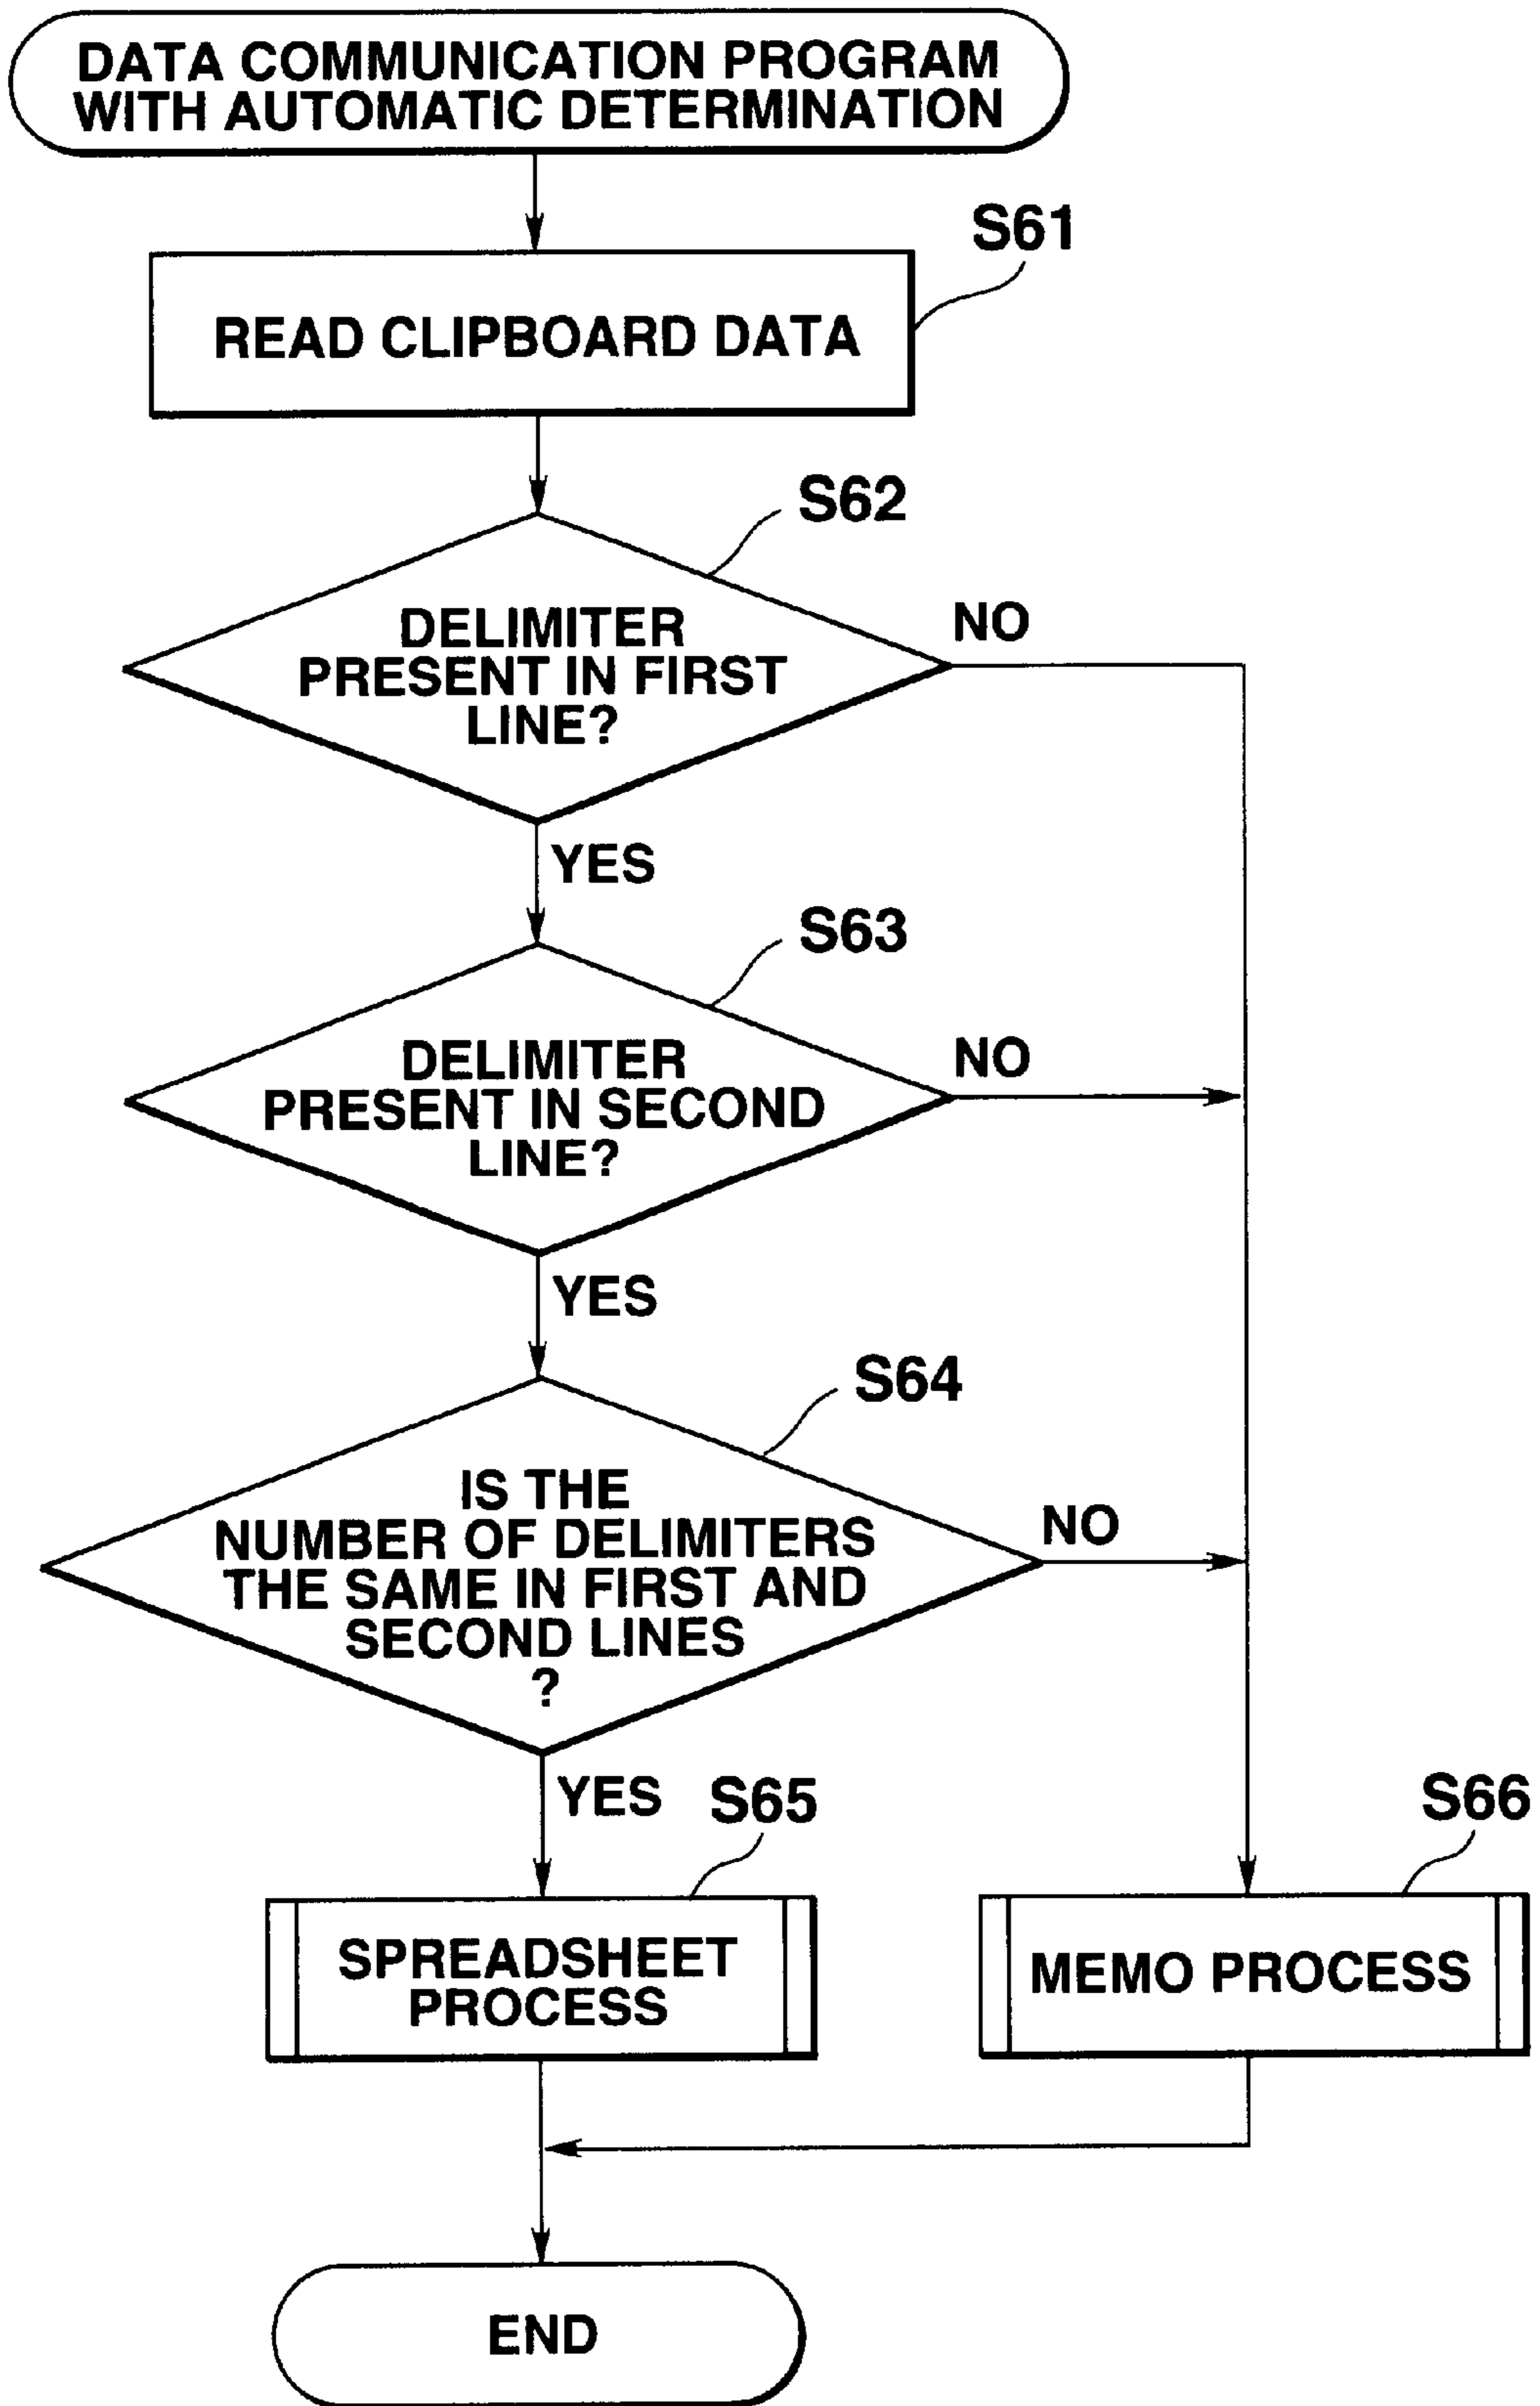 DATA COMMUNICATION PROGRAM
WITH AUTOMATIC DETERMINATION
S61
READ CLIPBOARD DATA
S62
DELIMITER
PRESENT IN FIRST
LINE?
NO
YES
S63
DELIMITER
PRESENT IN SECOND
LINE?
NO
YES
S64
IS THE
NUMBER OF DELIMITERS
THE SAME IN FIRST AND
SECOND LINES
?
NO
YES
S65
SPREADSHEET
PROCESS
S66
MEMO PROCESS
END